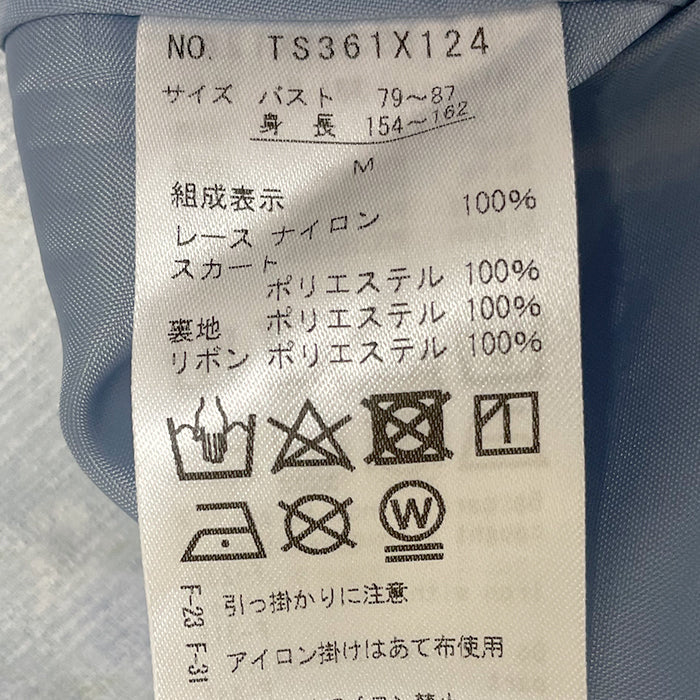 NO. TS361X124
サイズ バスト 79～87
身長 154～162
M
組成表示
レース ナイロン 100%
スカート
ポリエステル 100%
裏地 ポリエステル 100%
リボン ポリエステル 100%
W
F-23 引っ掛かりに注意
F-31 アイロン掛けはあて布使用